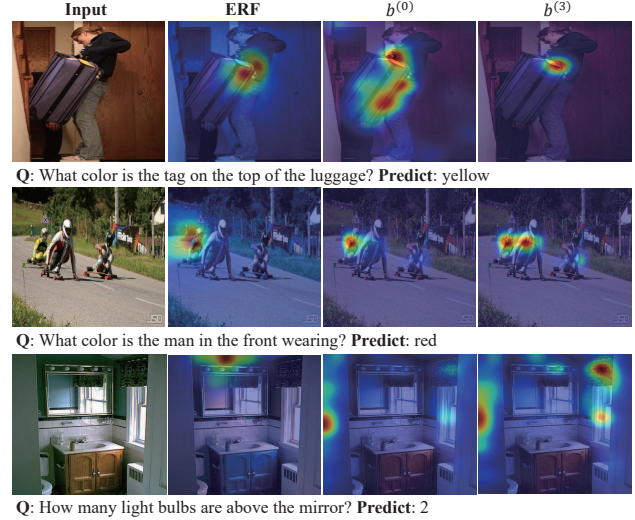 Input ERF b^(0) b^(3)
Q: What color is the tag on the top of the luggage? Predict: yellow
Q: What color is the man in the front wearing? Predict: red
Q: How many light bulbs are above the mirror? Predict: 2